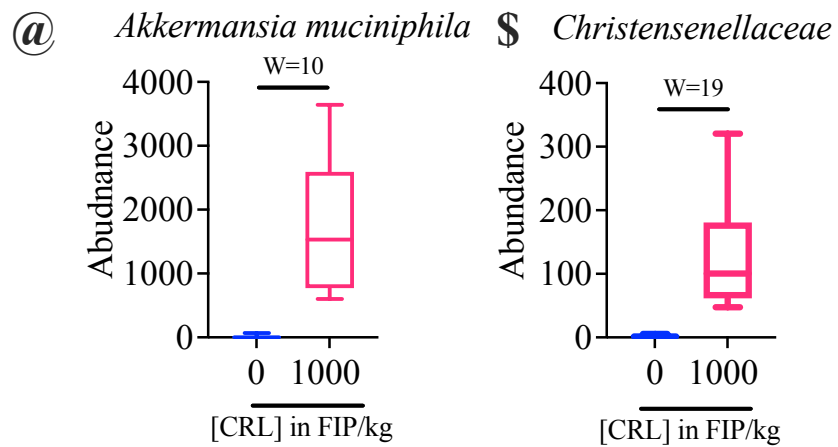 @ Akkermansia muciniphila
W=10
Abudnance
4000
3000
2000
1000
0
0 1000
[CRL] in FIP/kg
$ Christensenellaceae
W=19
Abundance
400
300
200
100
0
0 1000
[CRL] in FIP/kg